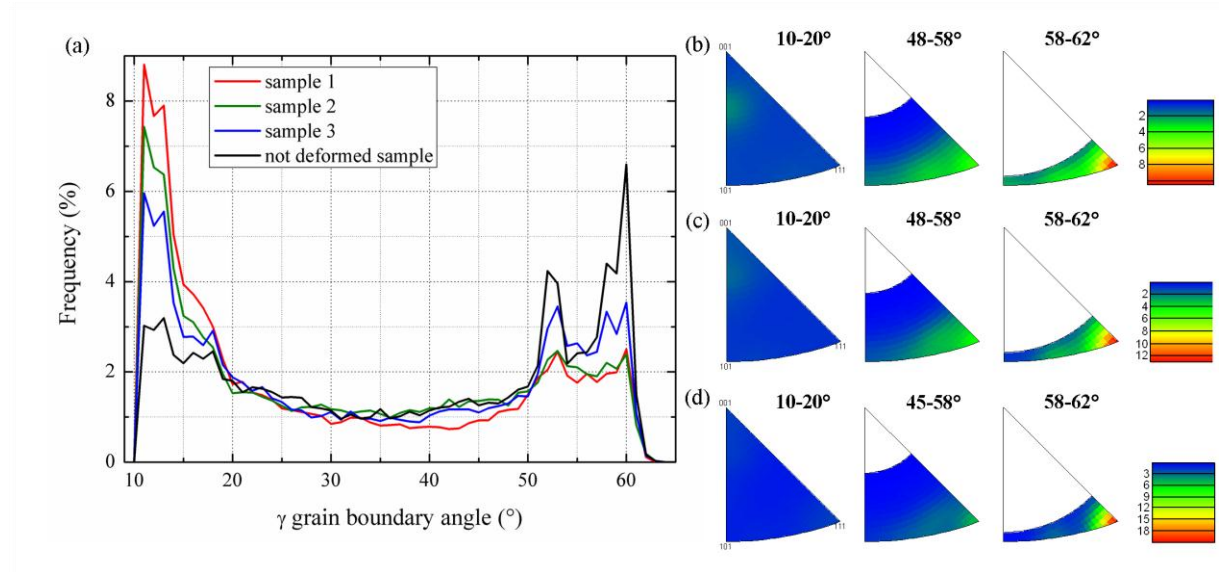 (a)
sample 1
sample 2
sample 3
not deformed sample
Frequency (%)
8
6
4
2
0
10 20 30 40 50 60
γ grain boundary angle (°)
(b)
10-20° 48-58° 58-62°
001
111
101
2
4
6
8
(c)
10-20° 48-58° 58-62°
001
111
101
2
4
6
8
10
12
(d)
10-20° 45-58° 58-62°
001
111
101
3
6
9
12
15
18